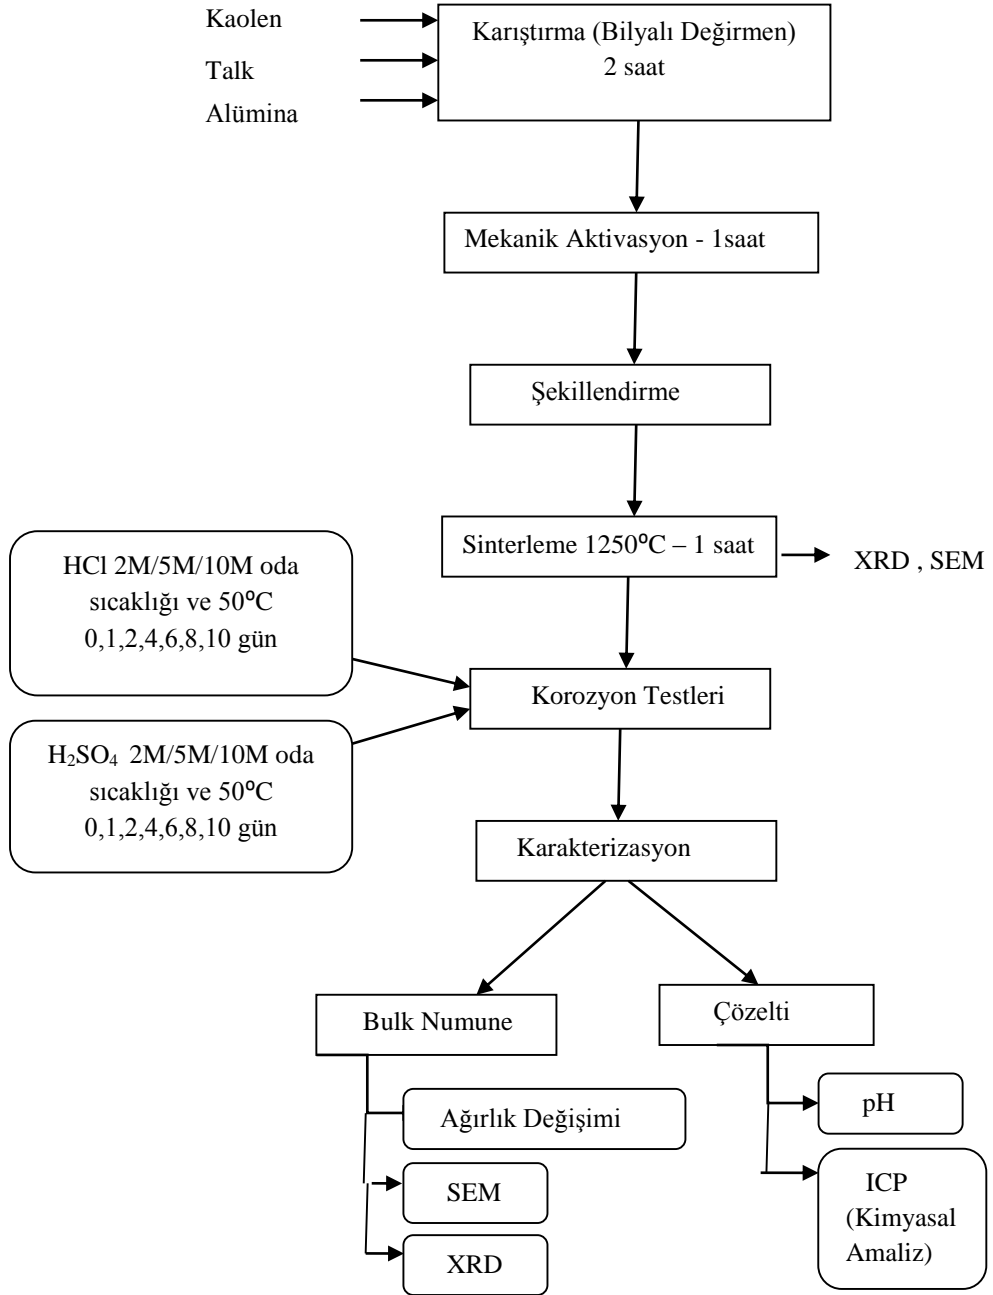 Kaolen
Talk
Alümina
Karıştırma (Bilyalı Değirmen)
2 saat
Mekanik Aktivasyon - 1saat
Şekillendirme
Sinterleme 1250⁰C – 1 saat
XRD , SEM
HCl 2M/5M/10M oda
sıcaklığı ve 50⁰C
0,1,2,4,6,8,10 gün
H₂SO₄ 2M/5M/10M oda
sıcaklığı ve 50⁰C
0,1,2,4,6,8,10 gün
Korozyon Testleri
Karakterizasyon
Bulk Numune
Çözelti
Ağırlık Değişimi
SEM
XRD
pH
ICP
(Kimyasal
Amaliz)